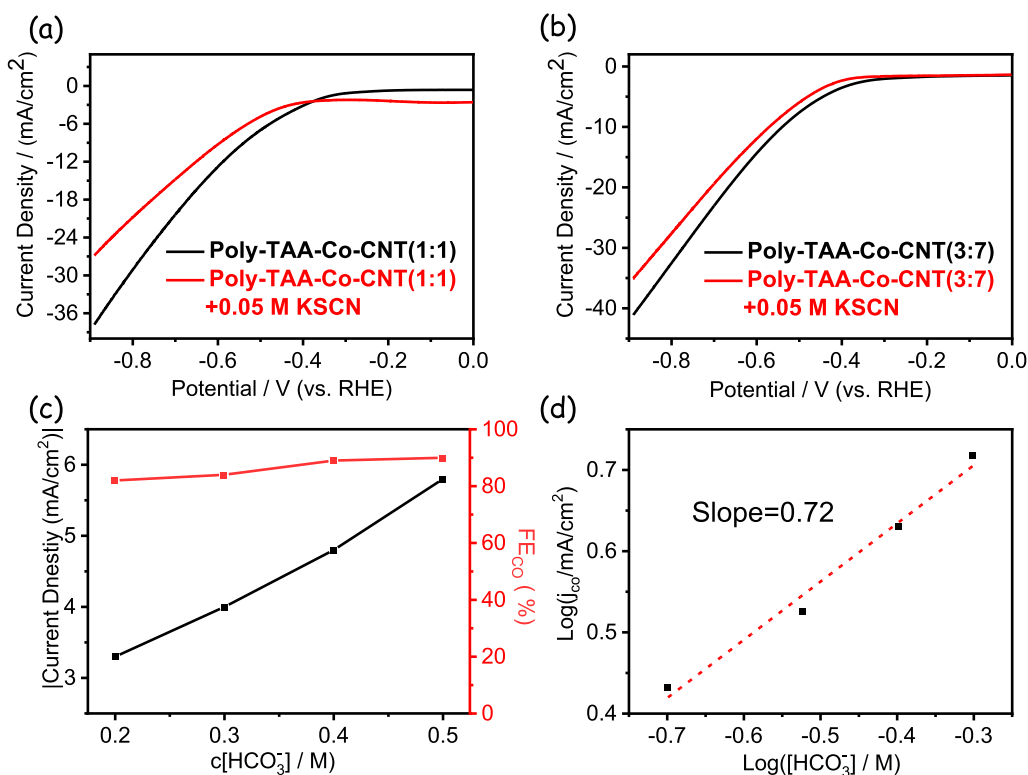 (a)
Current Density / (mA/cm²)
0
-6
-12
-18
-24
-30
-36
Poly-TAA-Co-CNT(1:1)
Poly-TAA-Co-CNT(1:1)
+0.05 M KSCN
-0.8
-0.6
-0.4
-0.2
0.0
Potential / V (vs. RHE)
(b)
Current Density / (mA/cm²)
0
-10
-20
-30
-40
Poly-TAA-Co-CNT(3:7)
Poly-TAA-Co-CNT(3:7)
+0.05 M KSCN
-0.8
-0.6
-0.4
-0.2
0.0
Potential / V (vs. RHE)
(c)
|Current Dnestiy (mA/cm²)|
6
5
4
3
100
80
60
40
20
0
FE_CO ( %)
0.2
0.3
0.4
0.5
c[HCO₃⁻] / M)
(d)
Log(j_co/mA/cm²)
0.7
0.6
0.5
0.4
Slope=0.72
-0.7
-0.6
-0.5
-0.4
-0.3
Log([HCO₃⁻] / M)